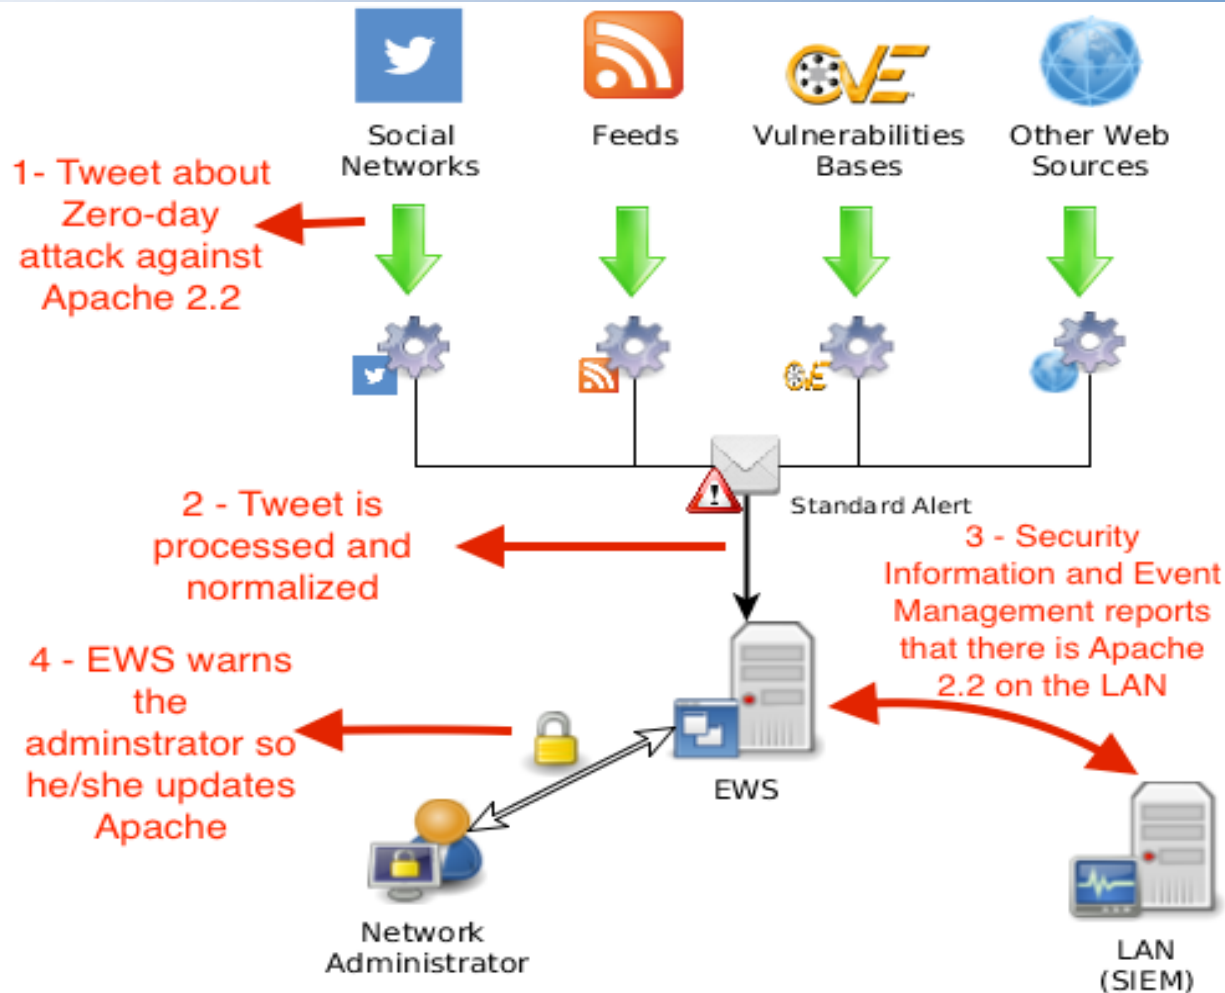 Social
Networks
Feeds
Vulnerabilities
Bases
Other Web
Sources
1- Tweet about
Zero-day
attack against
Apache 2.2
CVE
CVE
Standard Alert
2 - Tweet is
processed and
normalized
3 - Security
Information and Event
Management reports
that there is Apache
2.2 on the LAN
4 - EWS warns
the
adminstrator so
he/she updates
Apache
EWS
Network
Administrator
LAN
(SIEM)